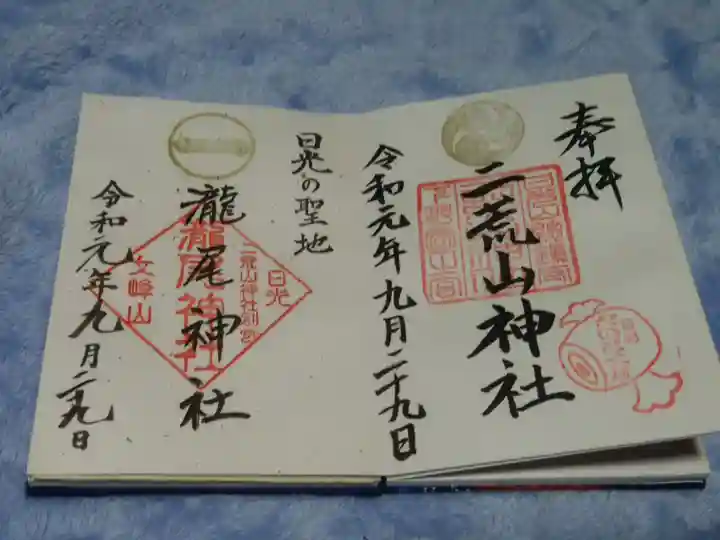 奉拝
二荒山神社
令和元年九月二十九日
日光の聖地
瀧尾神社
令和元年九月二十九日
日光
二荒山神社別宮
瀧尾神社
女峰山